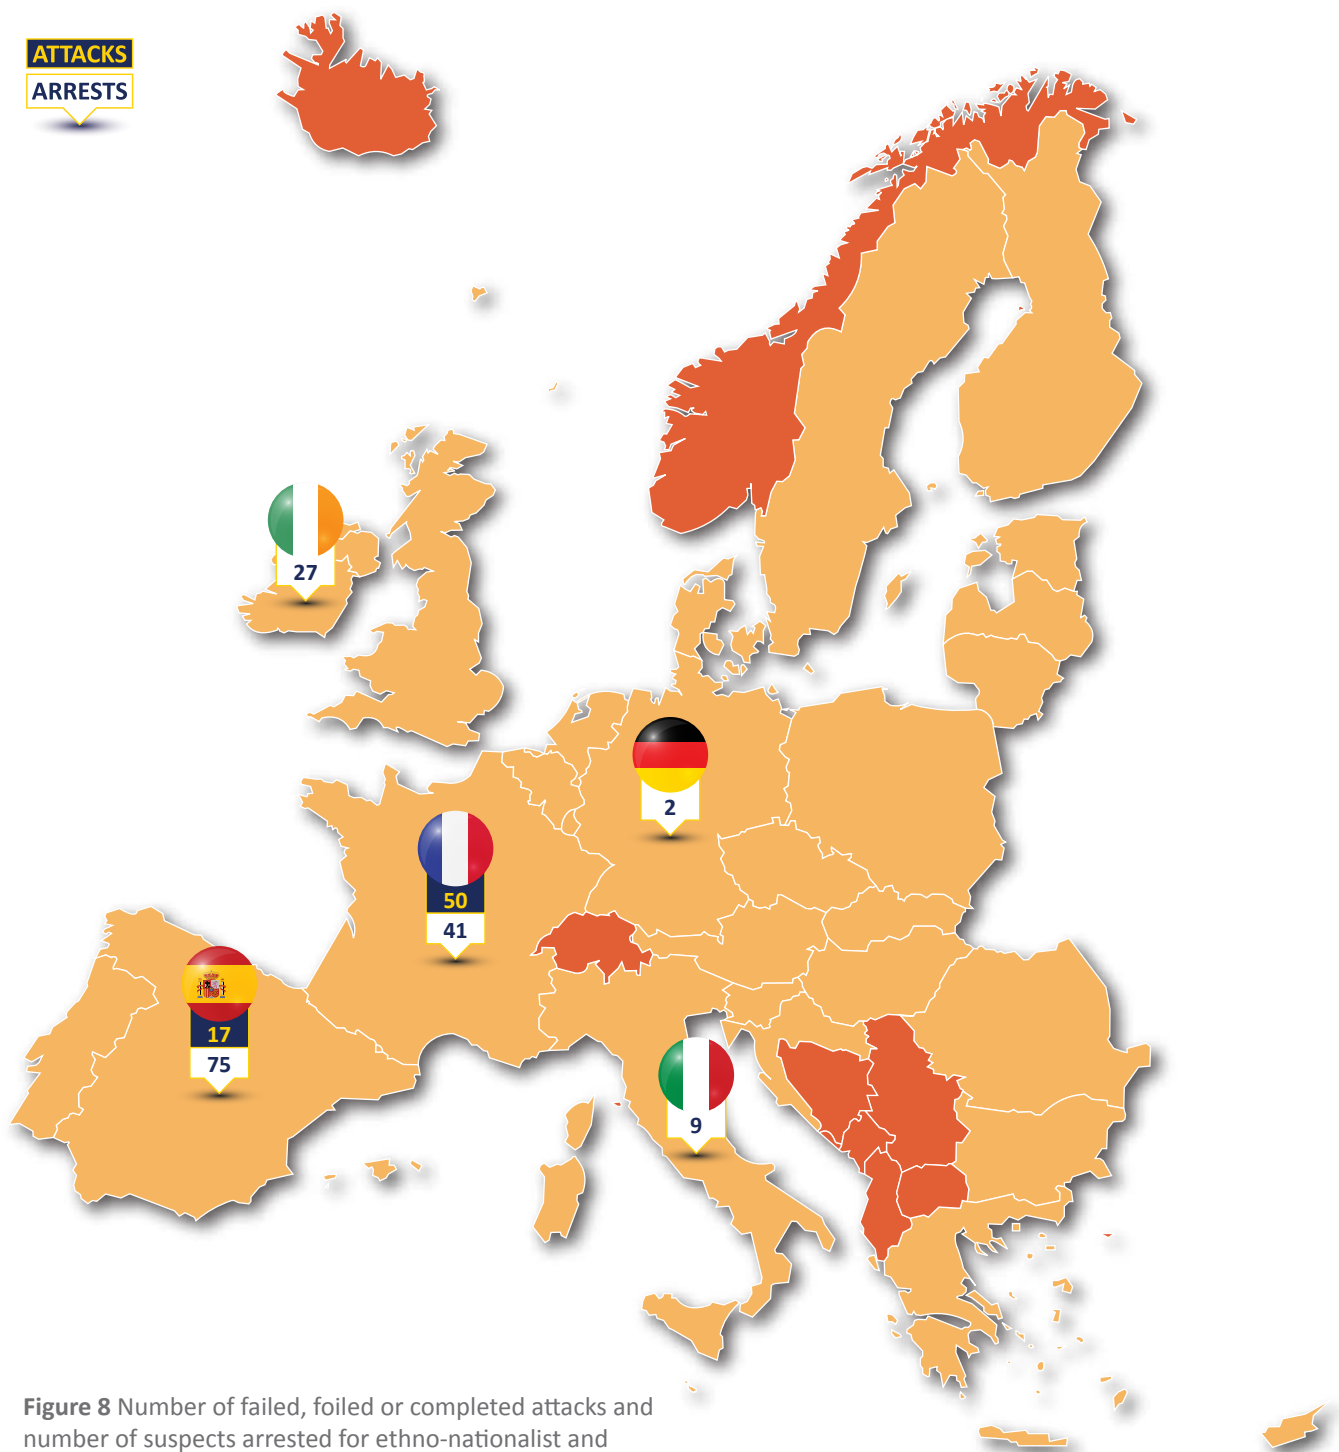 ATTACKS
ARRESTS
27
2
50
41
17
75
9
Figure 8 Number of failed, foiled or completed attacks and
number of suspects arrested for ethno-nationalist and